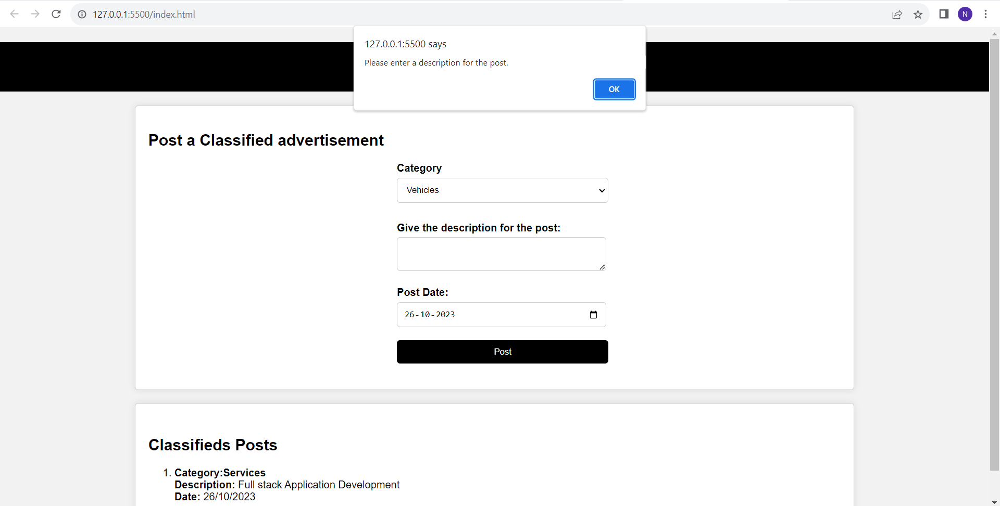 127.0.0.1:5500/index.html
N
127.0.0.1:5500 says
Please enter a description for the post.
OK
Post a Classified advertisement
Category
Vehicles
Give the description for the post:
Post Date:
26-10-2023
Post
Classifieds Posts
1. Category:Services
Description: Full stack Application Development
Date: 26/10/2023